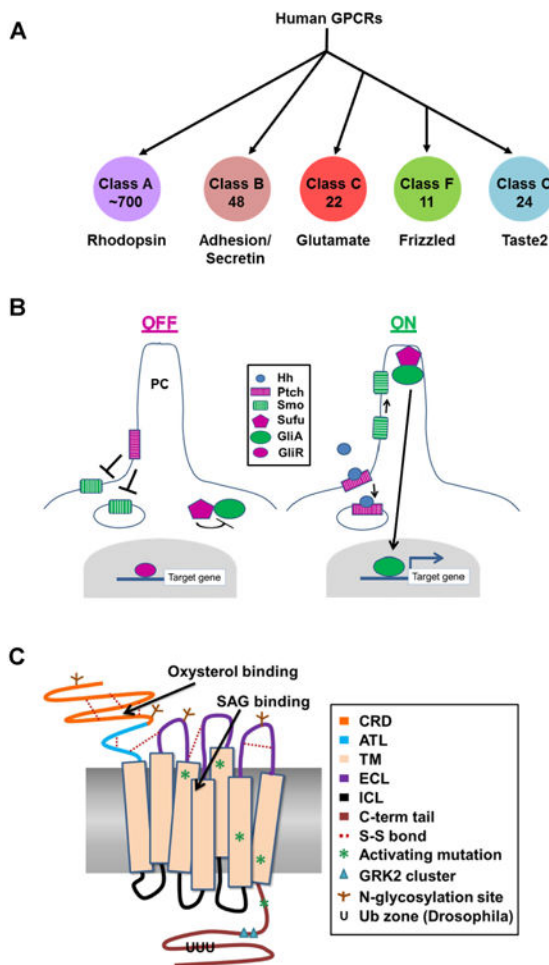 A
Human GPCRs
Class A
~700
Class B
48
Class C
22
Class F
11
Class O
24
Rhodopsin
Adhesion/
Secretin
Glutamate
Frizzled
Taste2
B
OFF
ON
PC
Hh
Ptch
Smo
Sufu
GliA
GliR
Target gene
Target gene
C
Oxysterol binding
SAG binding
CRD
ATL
TM
ECL
ICL
C-term tail
S-S bond
Activating mutation
GRK2 cluster
N-glycosylation site
U Ub zone (Drosophila)
UUU